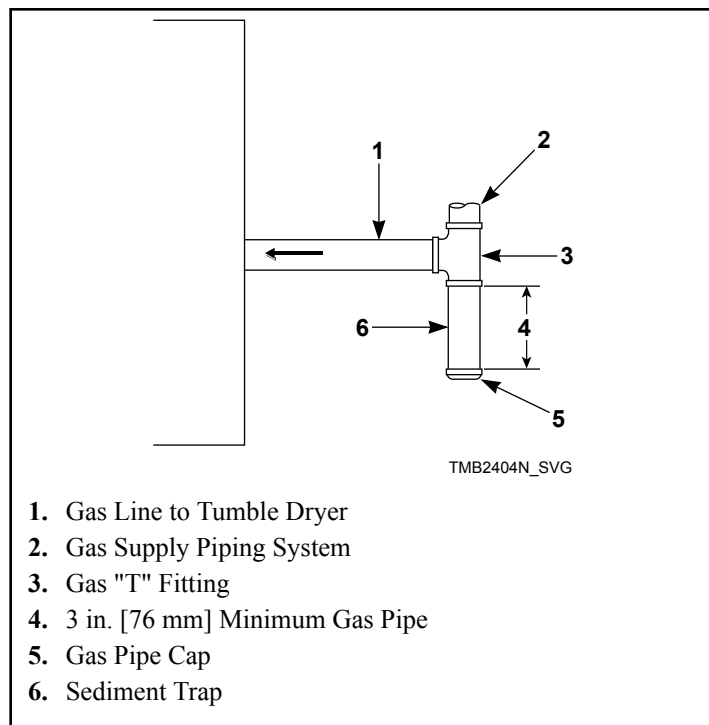 1
2
3
6
4
5
TMB2404N_SVG
1. Gas Line to Tumble Dryer
2. Gas Supply Piping System
3. Gas "T" Fitting
4. 3 in. [76 mm] Minimum Gas Pipe
5. Gas Pipe Cap
6. Sediment Trap